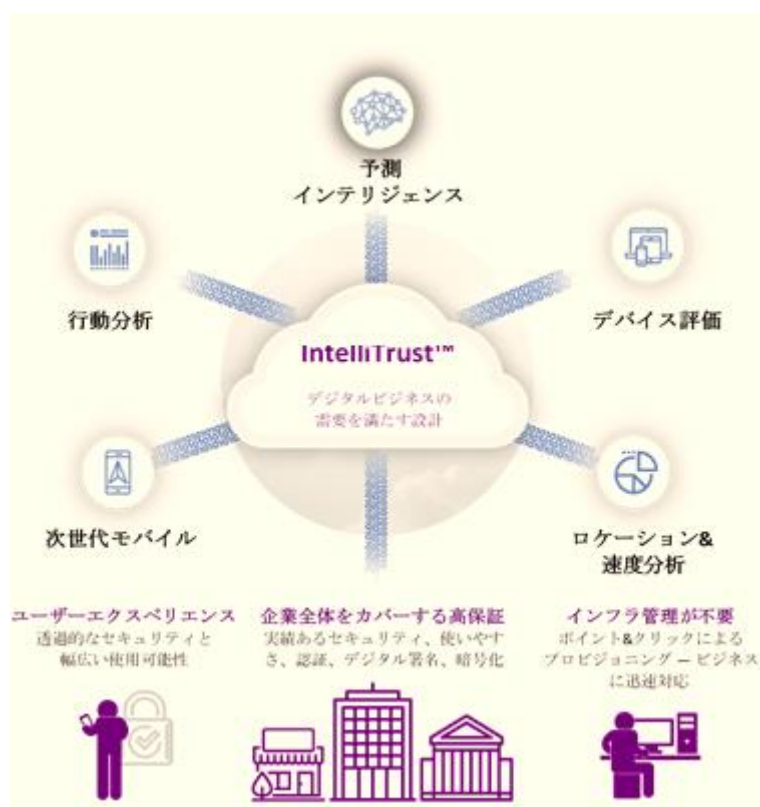 予測
インテリジェンス
行動分析
デバイス評価
IntelliTrust™
デジタルビジネスの
需要を満たす設計
次世代モバイル
ロケーション&
速度分析
ユーザーエクスペリエンス
透過的なセキュリティと
幅広い使用可能性
企業全体をカバーする高保証
実績あるセキュリティ、使いやす
さ、認証、デジタル署名、暗号化
インフラ管理が不要
ポイント&クリックによる
プロビジョニング — ビジネス
に迅速対応